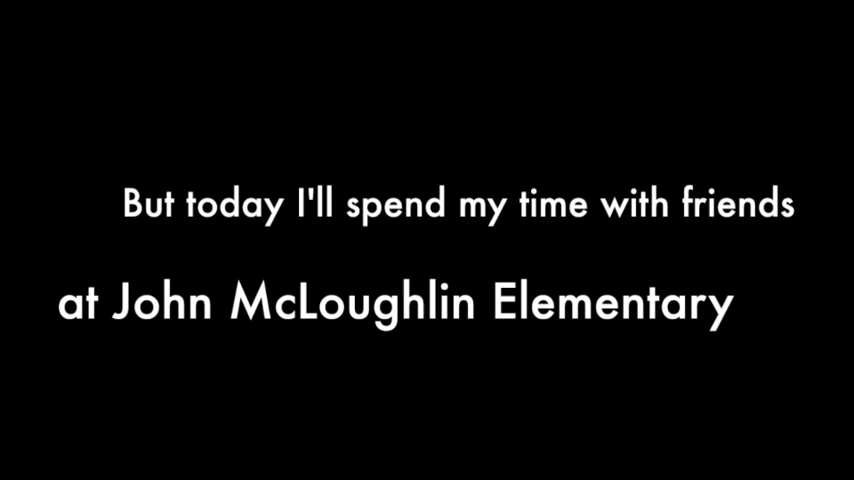 But today I'll spend my time with friends
at John McLoughlin Elementary